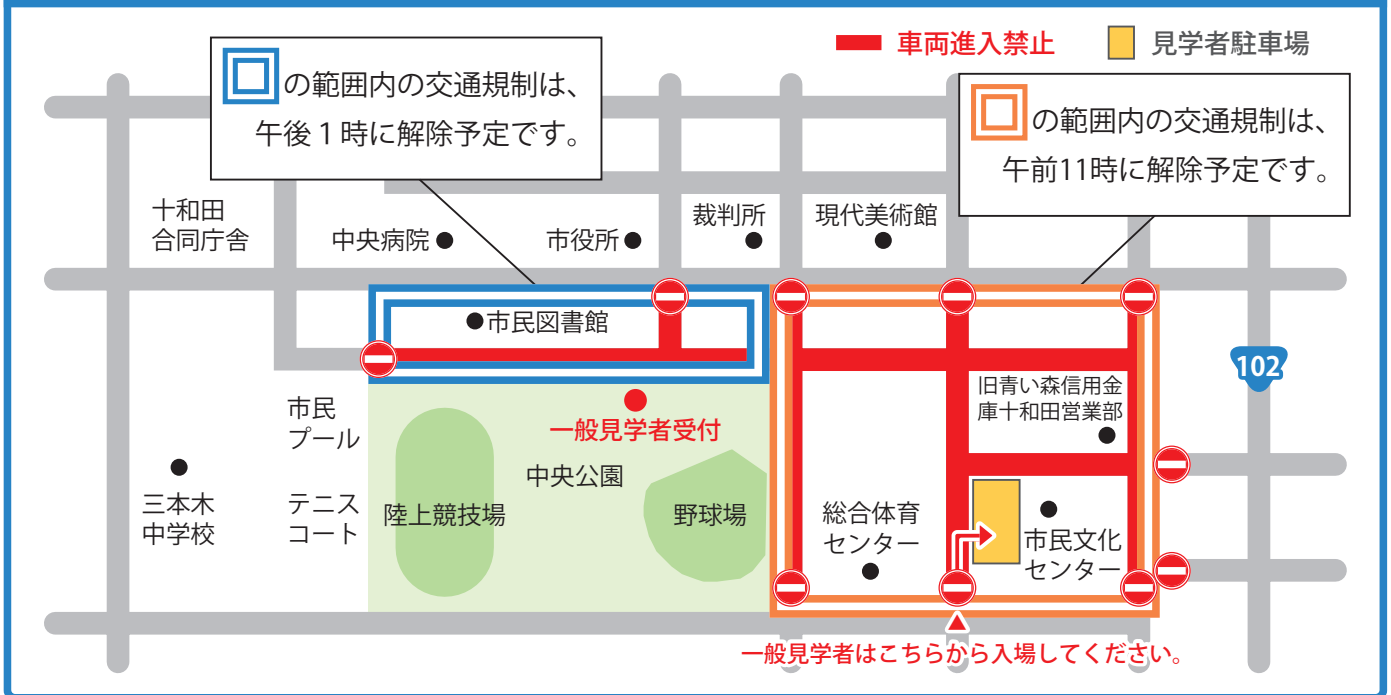 車両進入禁止
見学者駐車場
の範囲内の交通規制は、
午後1時に解除予定です。
の範囲内の交通規制は、
午前11時に解除予定です。
十和田
合同庁舎
中央病院
市役所
裁判所
現代美術館
市民図書館
102
旧青い森信用金
庫十和田営業部
市民
プール
一般見学者受付
中央公園
三本木
中学校
テニス
コート
陸上競技場
野球場
総合体育
センター
市民文化
センター
一般見学者はこちらから入場してください。